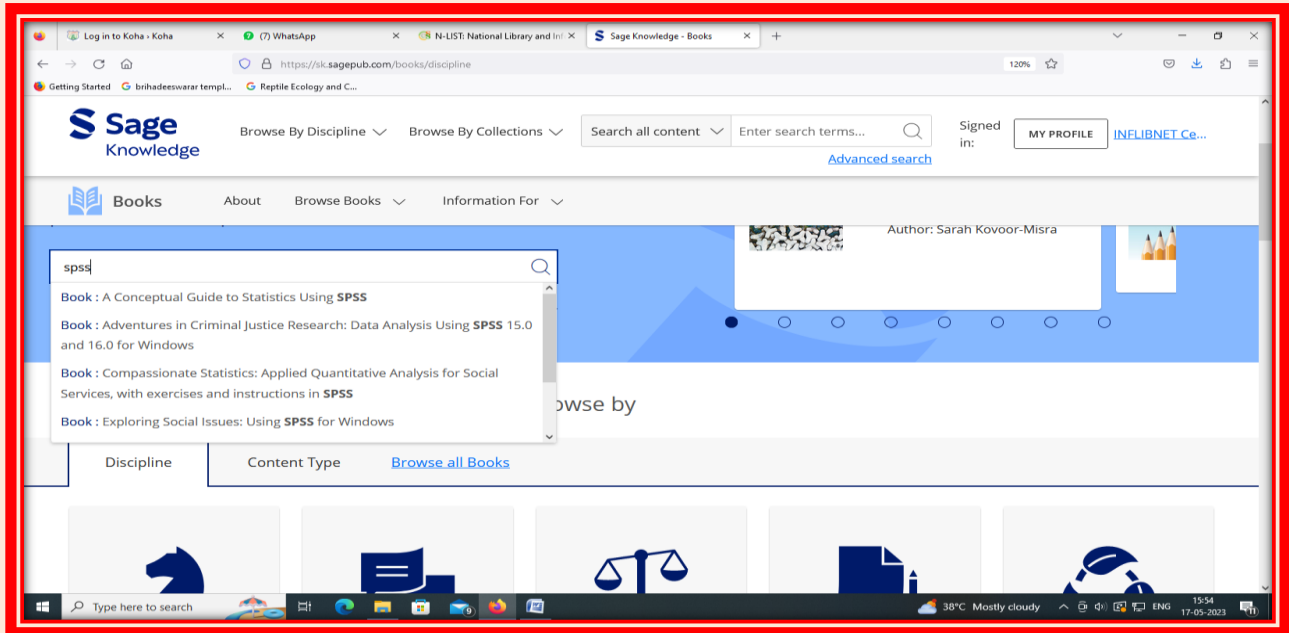 Log in to Koha › Koha
(7) WhatsApp
N-LIST: National Library and Inf
Sage Knowledge - Books
https://sk.sagepub.com/books/discipline
120%
Getting Started
brihadeeswarar templ...
Reptile Ecology and C...
Sage
Knowledge
Browse By Discipline
Browse By Collections
Search all content
Enter search terms...
Signed
in:
MY PROFILE
INFLIBNET Ce...
Advanced search
Books
About
Browse Books
Information For
Author: Sarah Kovoor-Misra
spss
Book : A Conceptual Guide to Statistics Using SPSS
Book : Adventures in Criminal Justice Research: Data Analysis Using SPSS 15.0
and 16.0 for Windows
Book : Compassionate Statistics: Applied Quantitative Analysis for Social
Services, with exercises and instructions in SPSS
Book : Exploring Social Issues: Using SPSS for Windows
owse by
Discipline
Content Type
Browse all Books
Type here to search
38°C Mostly cloudy
ENG
15:54
17-05-2023